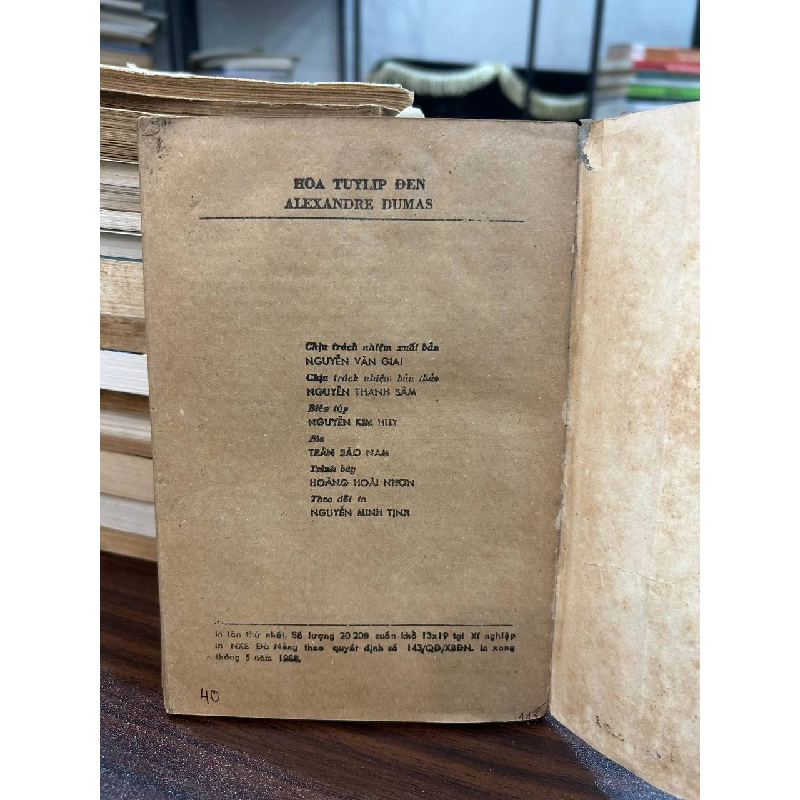 HOA TUYLIP ĐEN
ALEXANDRE DUMAS
Chịu trách nhiệm xuất bản
NGUYỄN VĂN GIAI
Chịu trách nhiệm bản thảo
NGUYỄN THANH SÂM
Biên tập
NGUYỄN KIM HUY
Bìa
TRẦN BẢO NAM
Trình bày
HOÀNG HOÀI NHƠN
Theo dõi in
NGUYỄN MINH TỊNH
In lần thứ nhất. Số lượng 20 200 cuốn khổ 13x19 tại Xí nghiệp
in NXB Đà Nẵng theo quyết định số 143/QĐ/XBĐN. In xong
tháng 5 năm 1988.
40